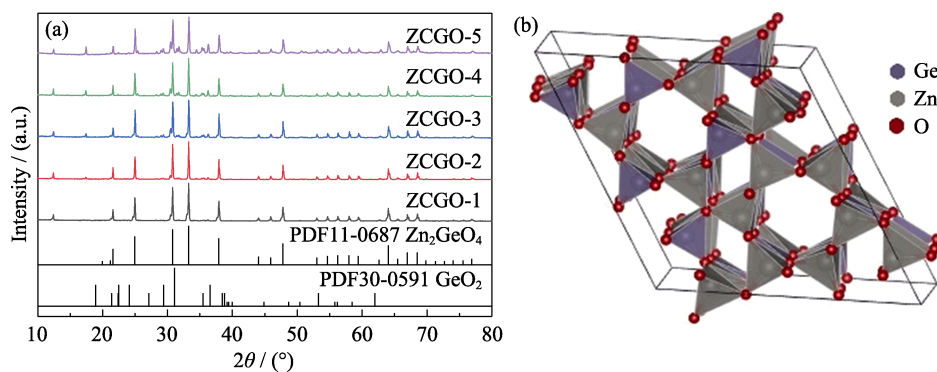 (a)
ZCGO-5
ZCGO-4
ZCGO-3
ZCGO-2
ZCGO-1
PDF11-0687 Zn₂GeO₄
PDF30-0591 GeO₂
Intensity / (a.u.)
10 20 30 40 50 60 70 80
2θ / (°)
(b)
Ge
Zn
O